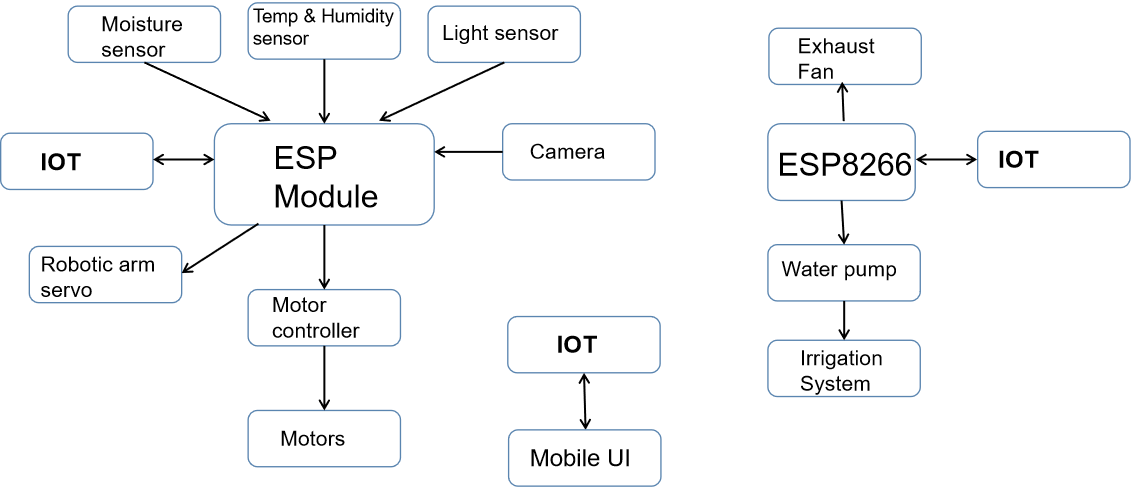 Moisture
sensor
Temp & Humidity
sensor
Light sensor
IOT
ESP
Module
Camera
Robotic arm
servo
Motor
controller
Motors
IOT
Mobile UI
Exhaust
Fan
ESP8266
IOT
Water pump
Irrigation
System